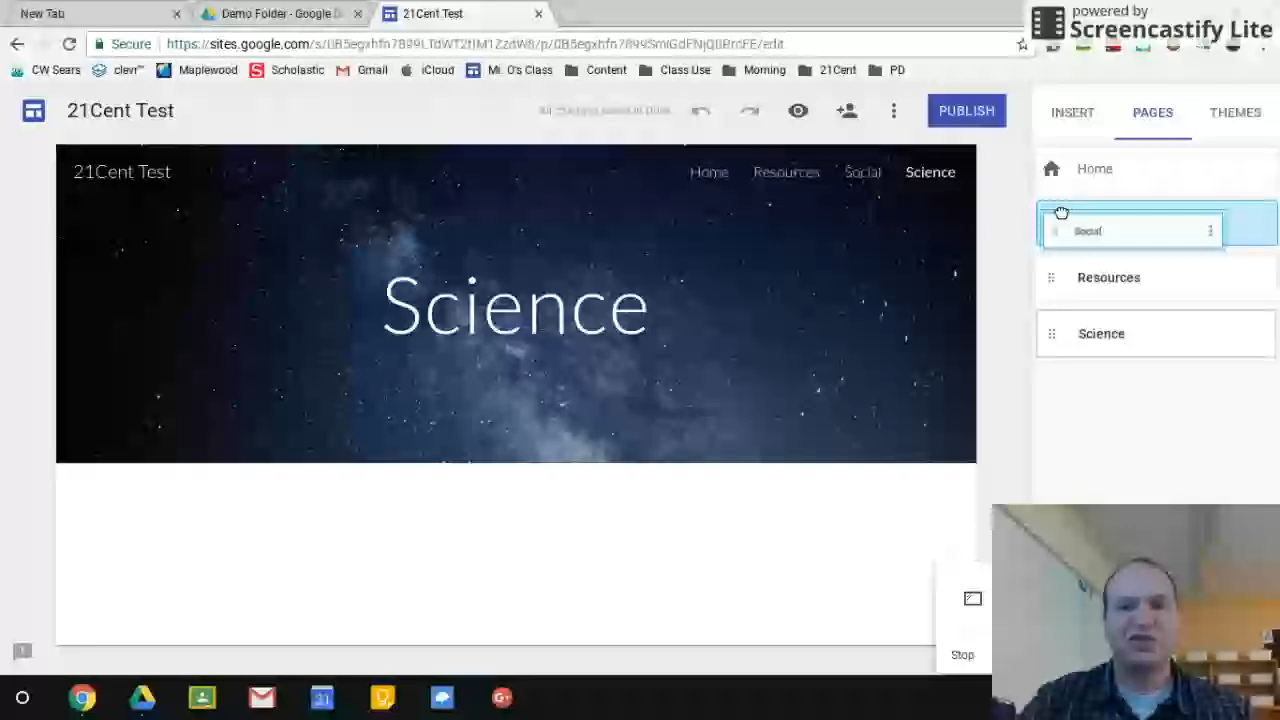 New Tab
Demo Folder - Google D
21Cent Test
powered by
Screencastify Lite
Secure
CW Sears
clevr™
Maplewood
Scholastic
Gmail
iCloud
Mr. O's Class
Content
Class Use
Morning
21Cent
PD
21Cent Test
PUBLISH
INSERT
PAGES
THEMES
21Cent Test
Home
Resources
Social
Science
Home
Social
Resources
Science
Science
Stop